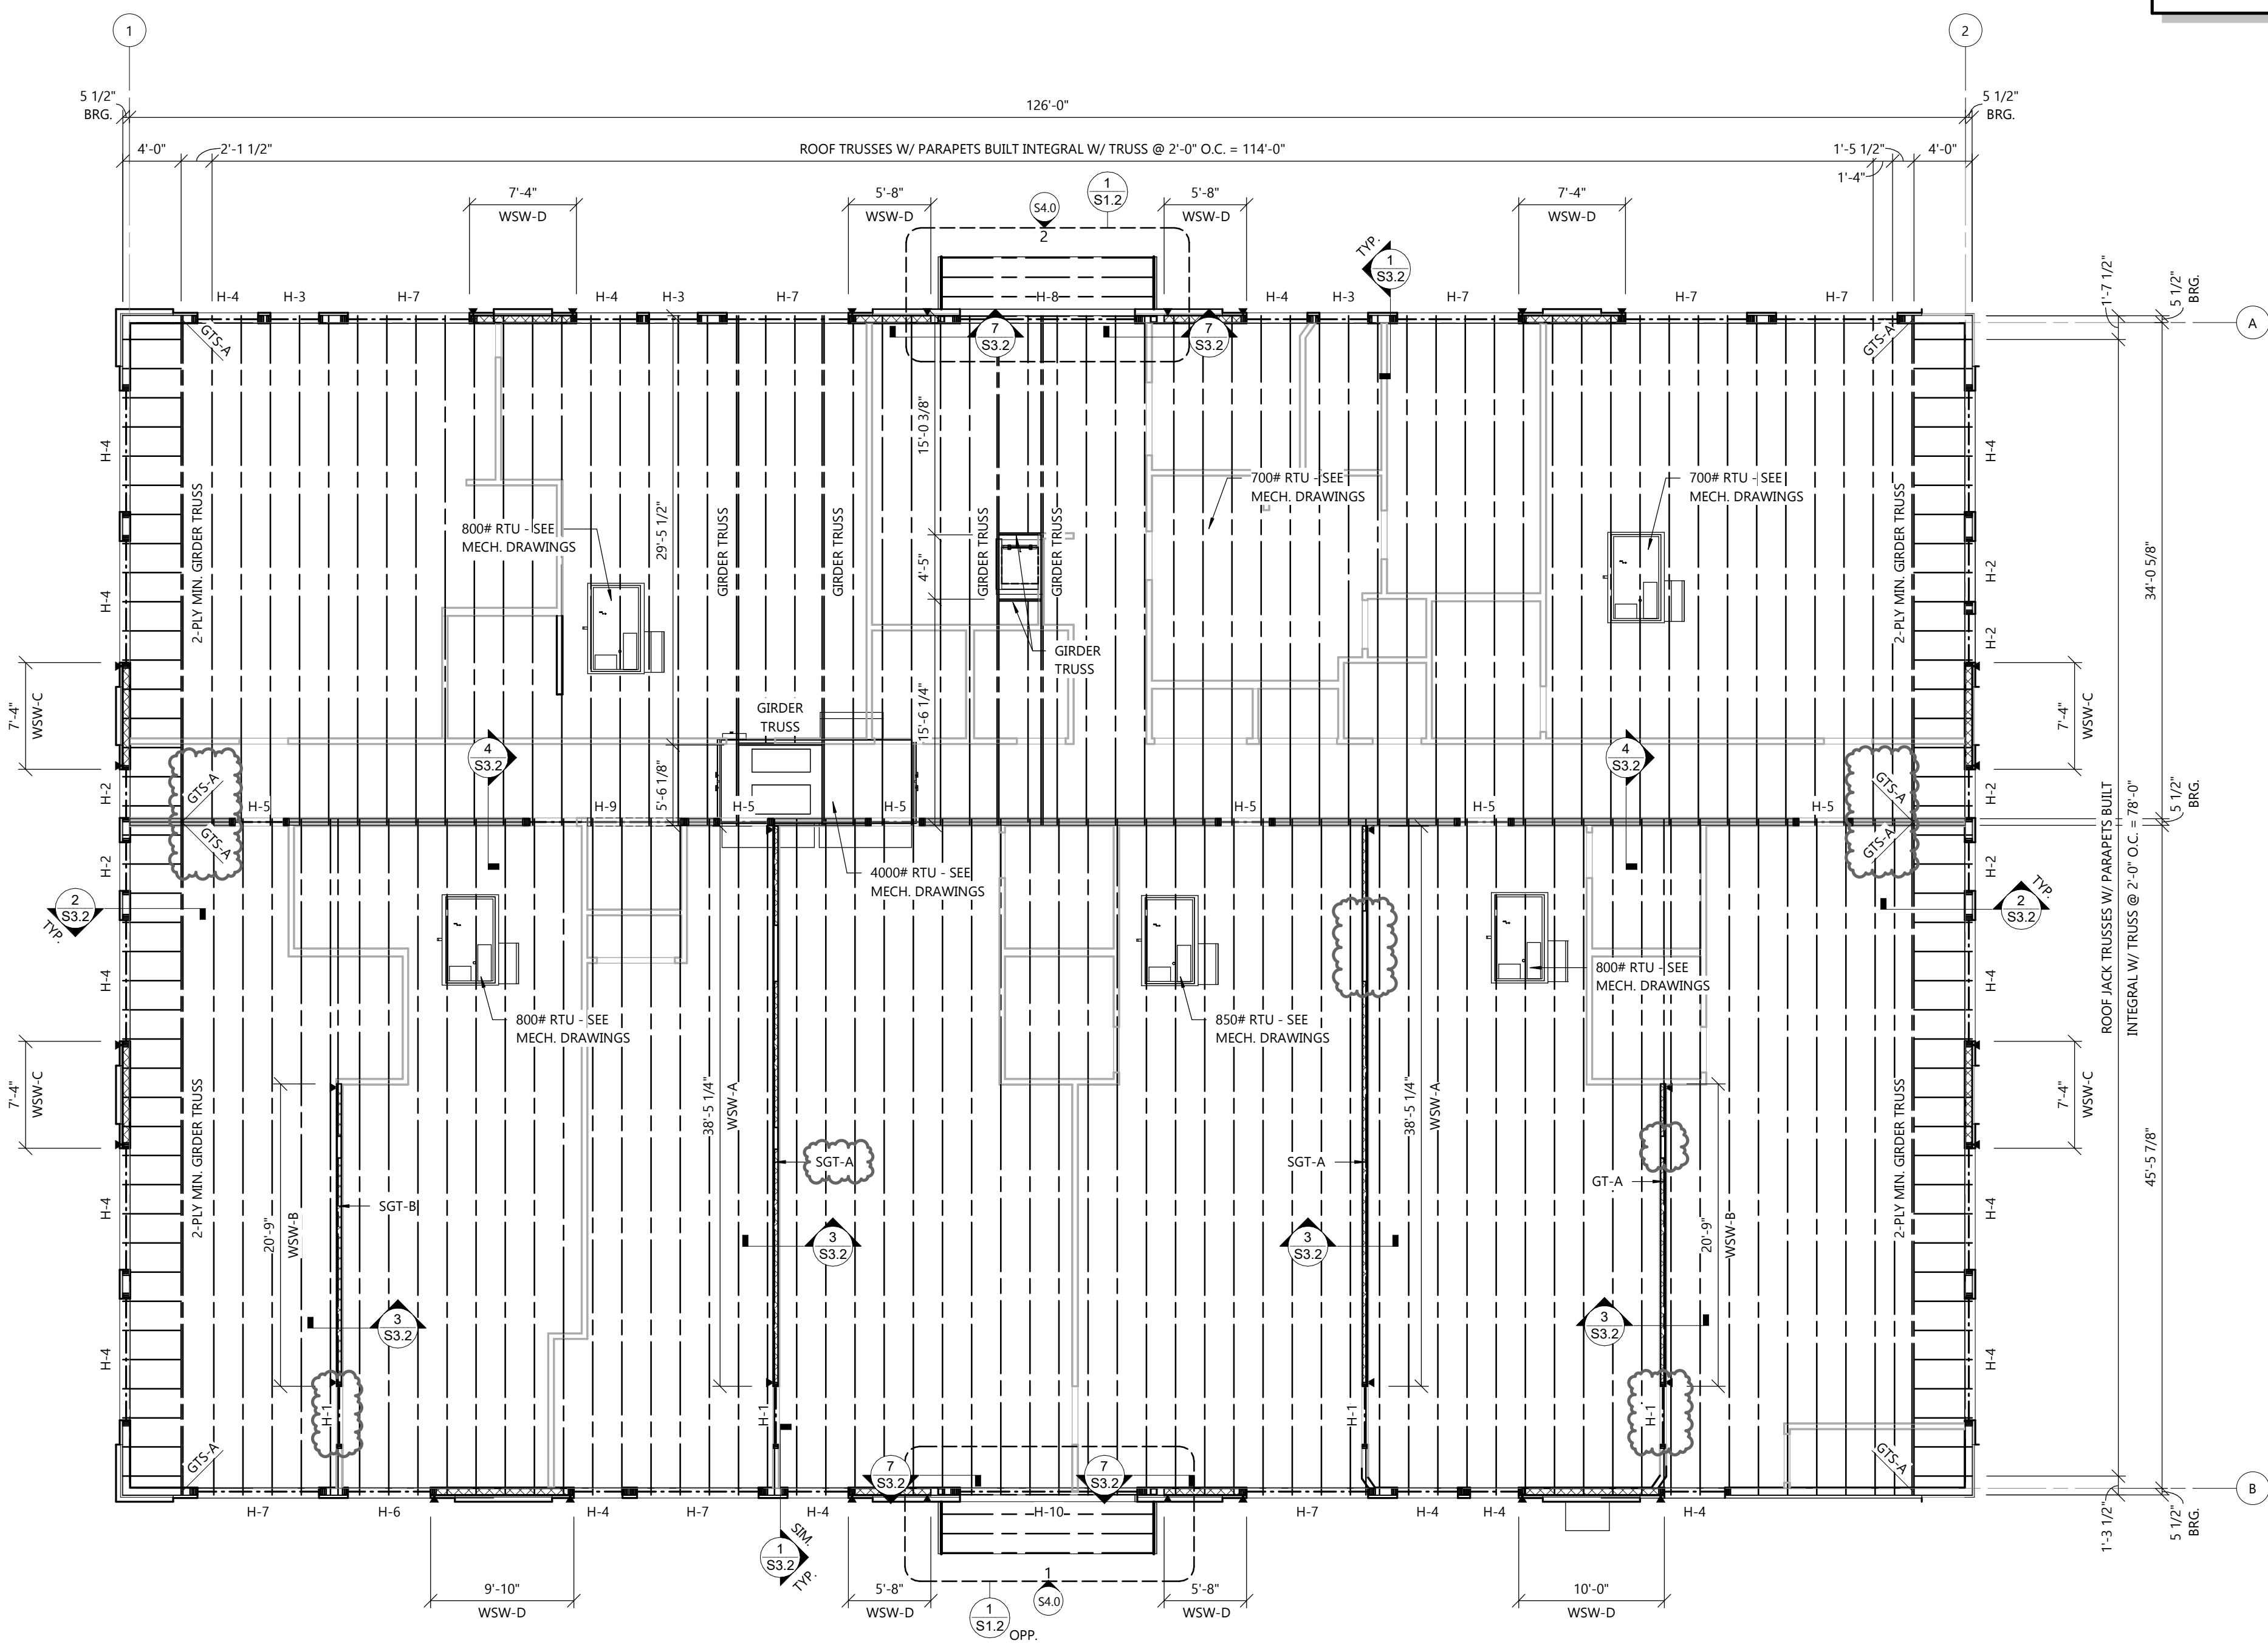 1
2
5 1/2"
BRG.
126'-0"
5 1/2"
BRG.
4'-0"
2'-1 1/2"
ROOF TRUSSES W/ PARAPETS BUILT INTEGRAL W/ TRUSS @ 2'-0" O.C. = 114'-0"
1'-5 1/2"
4'-0"
1'-4"
7'-4"
WSW-D
5'-8"
WSW-D
S4.0
2
1
S1.2
5'-8"
WSW-D
7'-4"
WSW-D
TYP.
1
S3.2
1'-7 1/2"
5 1/2"
BRG.
H-4
H-3
H-7
H-4
H-3
H-7
H-8
H-4
H-3
H-7
H-7
H-7
A
GTS-A
7
S3.2
7
S3.2
GTS-A
H-4
H-4
2-PLY MIN. GIRDER TRUSS
800# RTU - SEE
MECH. DRAWINGS
29'-5 1/2"
GIRDER TRUSS
GIRDER TRUSS
15'-0 3/8"
4'-5"
15'-6 1/4"
GIRDER TRUSS
GIRDER TRUSS
GIRDER
TRUSS
700# RTU - SEE
MECH. DRAWINGS
700# RTU - SEE
MECH. DRAWINGS
2-PLY MIN. GIRDER TRUSS
H-4
H-2
H-2
34'-0 5/8"
7'-4"
WSW-C
7'-4"
WSW-C
GIRDER
TRUSS
4
S3.2
4
S3.2
5'-6 1/8"
H-2
GTS-A
GTS-A
H-5
H-9
H-5
H-5
H-5
H-5
H-5
GTS-A
GTS-A
H-2
5 1/2"
BRG.
H-2
H-2
4000# RTU - SEE
MECH. DRAWINGS
2
S3.2
TYP.
2
S3.2
TYP.
ROOF JACK TRUSSES W/ PARAPETS BUILT
INTEGRAL W/ TRUSS @ 2'-0" O.C. = 78'-0"
H-4
H-4
800# RTU - SEE
MECH. DRAWINGS
850# RTU - SEE
MECH. DRAWINGS
800# RTU - SEE
MECH. DRAWINGS
7'-4"
WSW-C
7'-4"
WSW-C
2-PLY MIN. GIRDER TRUSS
2-PLY MIN. GIRDER TRUSS
38'-5 1/4"
WSW-A
38'-5 1/4"
WSW-A
SGT-A
SGT-A
GT-A
SGT-B
20'-9"
WSW-B
20'-9"
WSW-B
H-4
H-4
45'-5 7/8"
3
S3.2
3
S3.2
3
S3.2
3
S3.2
H-4
H-4
H-1
H-1
H-1
H-1
GTS-A
GTS-A
7
S3.2
7
S3.2
B
H-7
H-6
H-4
H-7
H-4
H-10
H-7
H-4
H-4
H-4
1'-3 1/2"
5 1/2"
BRG.
SIM.
1
S3.2
TYP.
9'-10"
WSW-D
5'-8"
WSW-D
1
S4.0
1
S1.2
OPP.
5'-8"
WSW-D
10'-0"
WSW-D